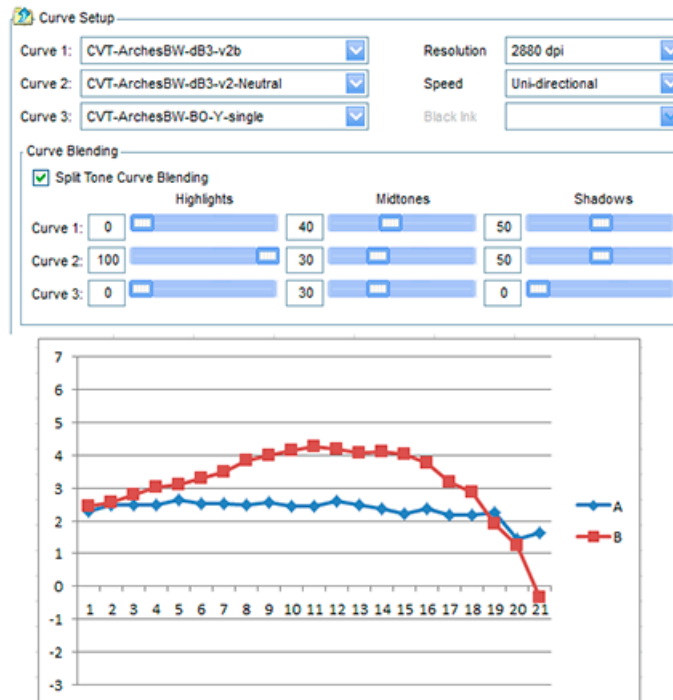 Curve Setup
Curve 1: CVT-ArchesBW-dB3-v2b Resolution 2880 dpi
Curve 2: CVT-ArchesBW-dB3-v2-Neutral Speed Uni-directional
Curve 3: CVT-ArchesBW-BO-Y-single Black Ink
Curve Blending
Split Tone Curve Blending
Highlights Midtones Shadows
Curve 1: 0 40 50
Curve 2: 100 30 50
Curve 3: 0 30 0
7
6
5
4
3
2
1
0
1 2 3 4 5 6 7 8 9 10 11 12 13 14 15 16 17 18 19 20 21
-1
-2
-3
A
B